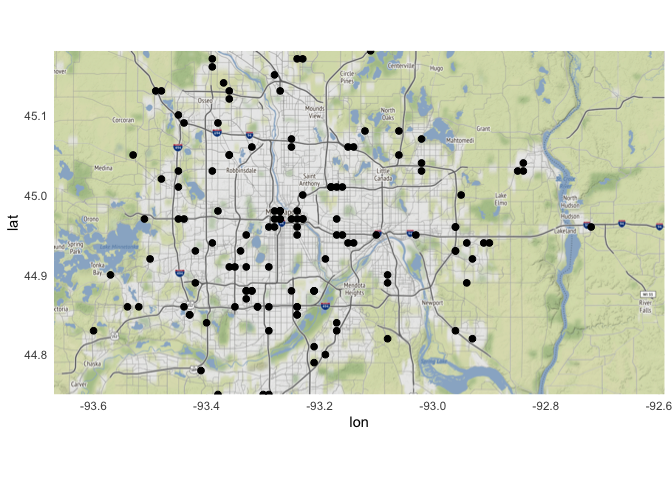 Centerville
Hugo
Circle
Pines
over
Osseo
Mounds
View
North
Oaks
Corcoran
Grant
Mahtomedi
Medina
Robbinsdale
Saint
Anthony
Little
Canada
Lake
Elmo
North
Hudson
Hudson
Lakeland
Orono
Spring
Park
Tonka
Bay
Mendota
Heights
Newport
River
Falls
Chaska
Carver
45.1
45.0
44.9
44.8
lat
-93.6
-93.4
-93.2
-93.0
-92.8
-92.6
lon